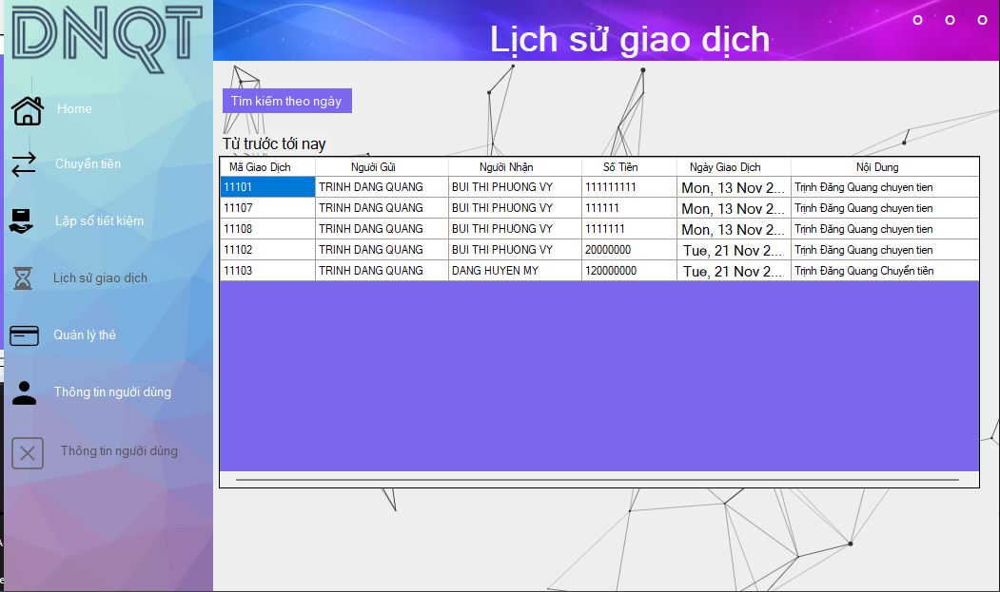 DNQT
Lịch sử giao dịch
Home
Chuyển tiền
Lập sổ tiết kiệm
Lịch sử giao dịch
Quản lý thẻ
Thông tin người dùng
Thông tin người dùng
Tìm kiếm theo ngày
Từ trước tới nay
Mã Giao Dịch Người Gửi Người Nhận Số Tiền Ngày Giao Dịch Nội Dung
11101 TRINH DANG QUANG BUI THI PHUONG VY 111111111 Mon, 13 Nov 2... Trịnh Đăng Quang chuyen tien
11107 TRINH DANG QUANG BUI THI PHUONG VY 111111 Mon, 13 Nov 2... Trịnh Đăng Quang chuyen tien
11108 TRINH DANG QUANG BUI THI PHUONG VY 1111111 Mon, 13 Nov 2... Trịnh Đăng Quang chuyen tien
11102 TRINH DANG QUANG BUI THI PHUONG VY 20000000 Tue, 21 Nov 2... Trịnh Đăng Quang chuyen tien
11103 TRINH DANG QUANG DANG HUYEN MY 120000000 Tue, 21 Nov 2... Trịnh Đăng Quang Chuyển tiền